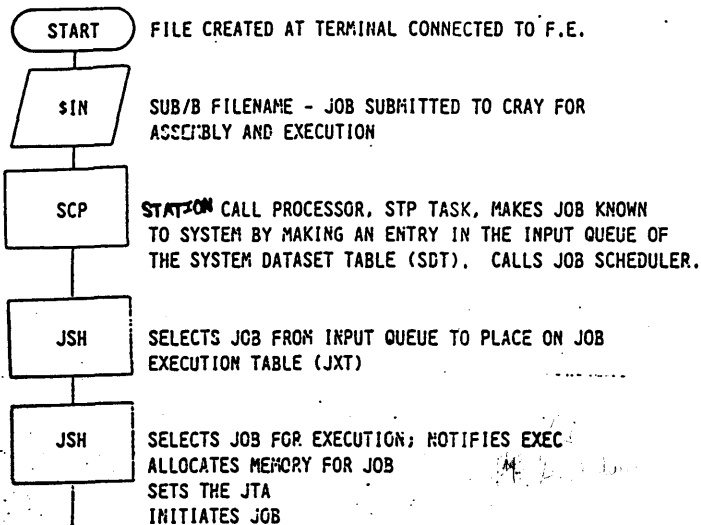 START FILE CREATED AT TERMINAL CONNECTED TO F.E.
$IN SUB/B FILENAME - JOB SUBMITTED TO CRAY FOR
ASSEMBLY AND EXECUTION
SCP STATION CALL PROCESSOR, STP TASK, MAKES JOB KNOWN
TO SYSTEM BY MAKING AN ENTRY IN THE INPUT QUEUE OF
THE SYSTEM DATASET TABLE (SDT). CALLS JOB SCHEDULER.
JSH SELECTS JOB FROM INPUT QUEUE TO PLACE ON JOB
EXECUTION TABLE (JXT)
JSH SELECTS JOB FOR EXECUTION; NOTIFIES EXEC
ALLOCATES MEMORY FOR JOB
SETS THE JTA
INITIATES JOB